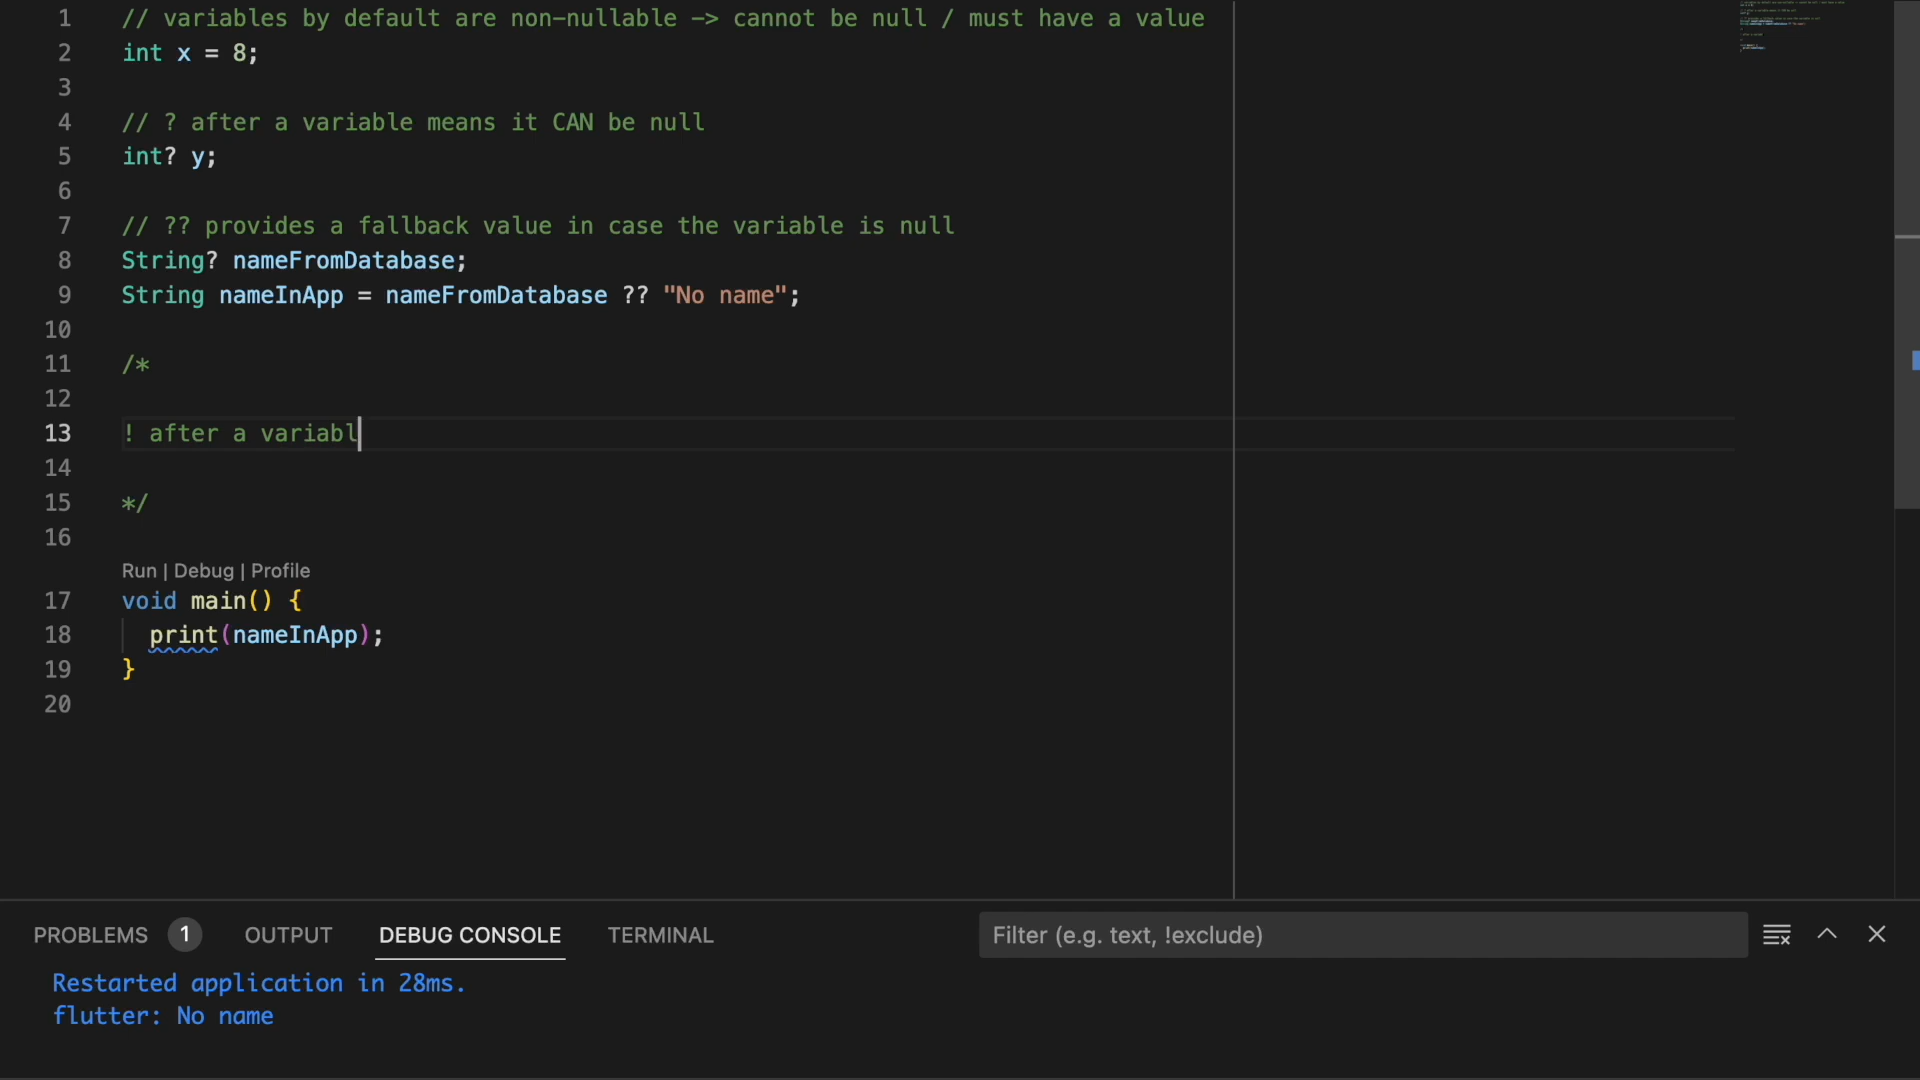 1 // variables by default are non-nullable -> cannot be null / must have a value
2 int x = 8;
3
4 // ? after a variable means it CAN be null
5 int? y;
6
7 // ?? provides a fallback value in case the variable is null
8 String? nameFromDatabase;
9 String nameInApp = nameFromDatabase ?? "No name";
10
11 /*
12
13 ! after a variabl
14
15 */
16
Run | Debug | Profile
17 void main() {
18 print(nameInApp);
19 }
20
PROBLEMS 1 OUTPUT DEBUG CONSOLE TERMINAL Filter (e.g. text, !exclude)
Restarted application in 28ms.
flutter: No name